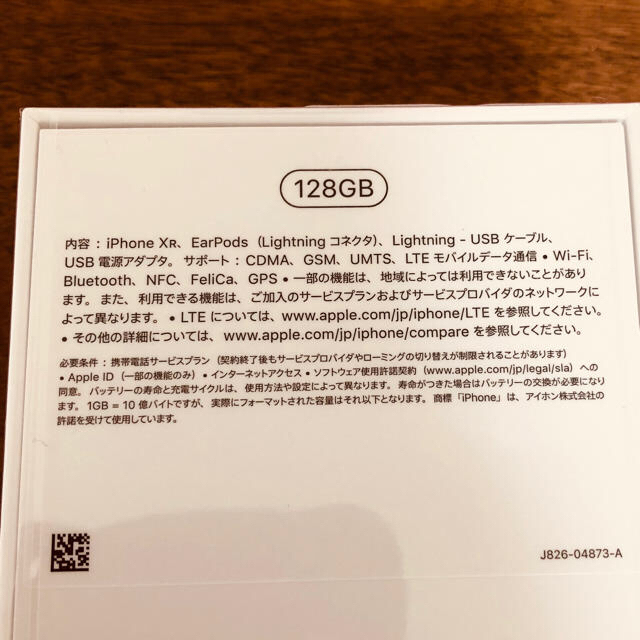 128GB
内容：iPhone XR、EarPods（Lightning コネクタ）、Lightning - USB ケーブル、
USB 電源アダプタ。 サポート：CDMA、GSM、UMTS、LTE モバイルデータ通信 • Wi-Fi、
Bluetooth、NFC、FeliCa、GPS • 一部の機能は、地域によっては利用できないことがあり
ます。また、利用できる機能は、ご加入のサービスプランおよびサービスプロバイダのネットワークに
よって異なります。 • LTE については、www.apple.com/jp/iphone/LTE を参照してください。
• その他の詳細については、 www.apple.com/jp/iphone/compare を参照してください。
必要条件：携帯電話サービスプラン（契約終了後もサービスプロバイダやローミングの切り替えが制限されることがあります）
• Apple ID（一部の機能のみ）• インターネットアクセス • ソフトウェア使用許諾契約（www.apple.com/jp/legal/sla）への
同意。 バッテリーの寿命と充電サイクルは、使用方法や設定によって異なります。 寿命がつきた場合はバッテリーの交換が必要になり
ます。 1GB = 10 億バイトですが、実際にフォーマットされた容量はそれ以下となります。 商標「iPhone」は、アイホン株式会社の
許諾を受けて使用しています。
J826-04873-A